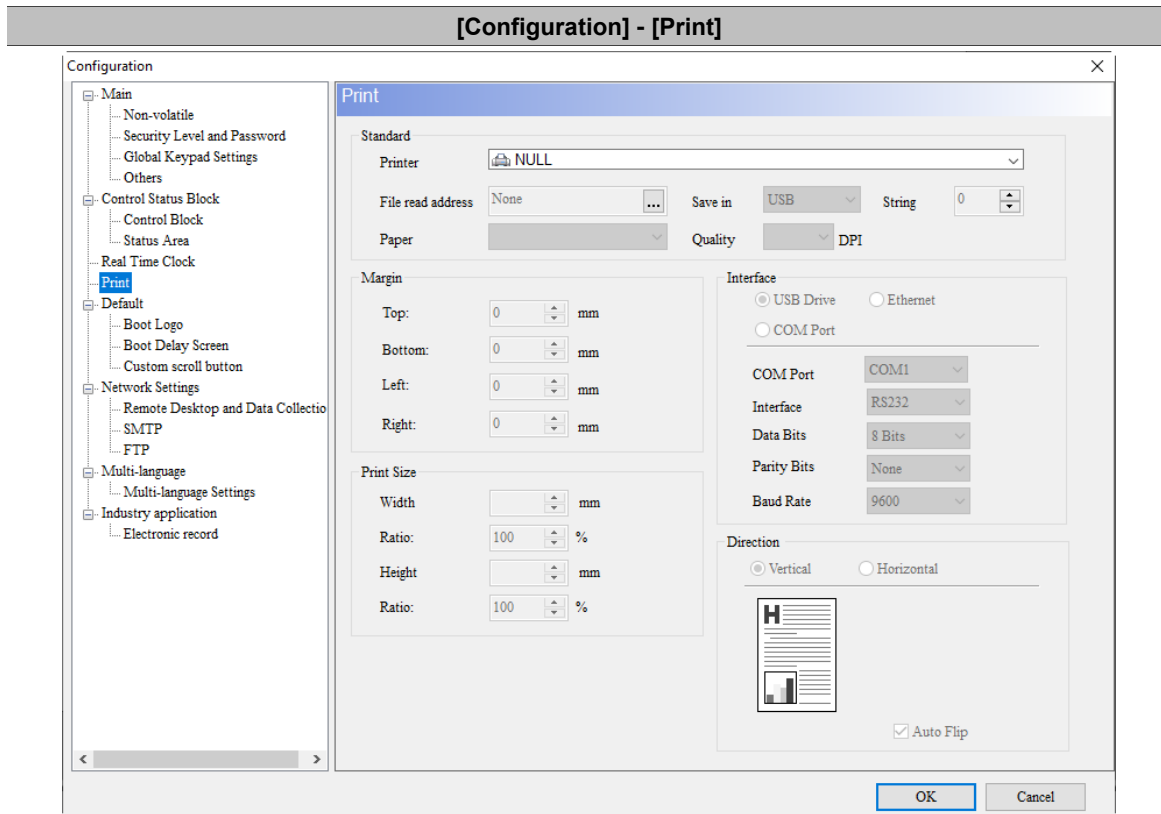 [Configuration] - [Print]
Configuration
Main
Non-volatile
Security Level and Password
Global Keypad Settings
Others
Control Status Block
Control Block
Status Area
Real Time Clock
Print
Default
Boot Logo
Boot Delay Screen
Custom scroll button
Network Settings
Remote Desktop and Data Collectio
SMTP
FTP
Multi-language
Multi-language Settings
Industry application
Electronic record
Print
Standard
Printer NULL
File read address None ... Save in USB String 0
Paper Quality DPI
Margin
Top: 0 mm
Bottom: 0 mm
Left: 0 mm
Right: 0 mm
Print Size
Width mm
Ratio: 100 %
Height mm
Ratio: 100 %
Interface
USB Drive Ethernet
COM Port
COM Port COM1
Interface RS232
Data Bits 8 Bits
Parity Bits None
Baud Rate 9600
Direction
Vertical Horizontal
H
Auto Flip
OK Cancel